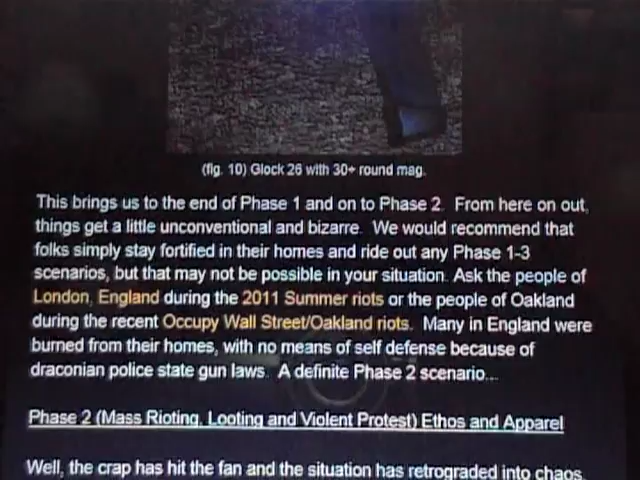 (fig. 10) Glock 26 with 30+ round mag.
This brings us to the end of Phase 1 and on to Phase 2. From here on out,
things get a little unconventional and bizarre. We would recommend that
folks simply stay fortified in their homes and ride out any Phase 1-3
scenarios, but that may not be possible in your situation. Ask the people of
London, England during the 2011 Summer riots or the people of Oakland
during the recent Occupy Wall Street/Oakland riots. Many in England were
burned from their homes, with no means of self defense because of
draconian police state gun laws. A definite Phase 2 scenario...
Phase 2 (Mass Rioting, Looting and Violent Protest) Ethos and Apparel
Well, the crap has hit the fan and the situation has retrograded into chaos.